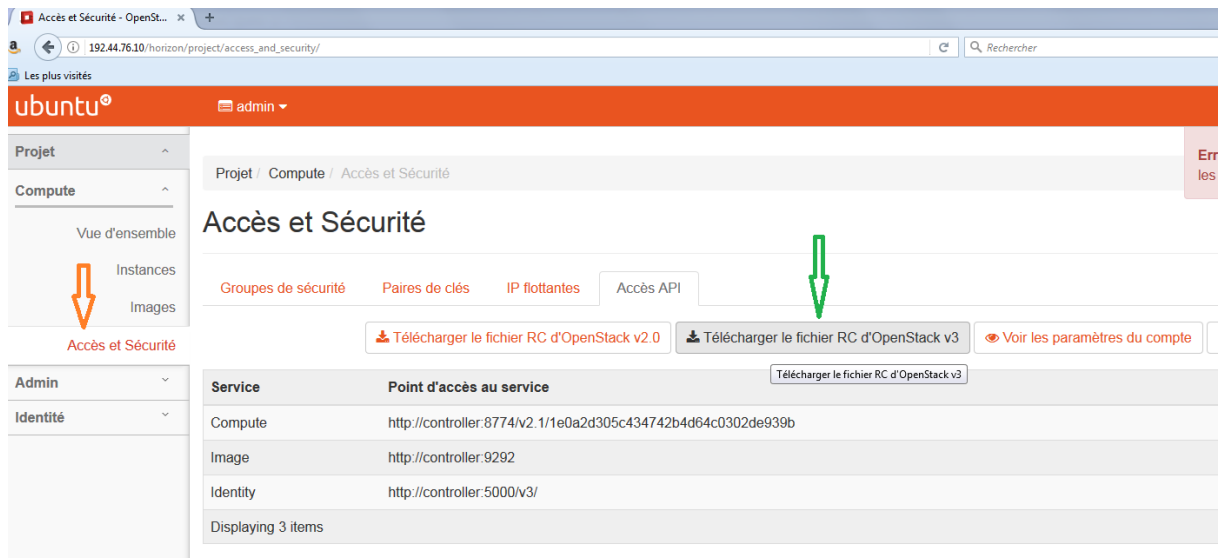 Accès et Sécurité - OpenSt... × +
192.44.76.10/horizon/project/access_and_security/ Rechercher
Les plus visités
ubuntu admin
Projet
Compute
Vue d'ensemble
Instances
Images
Accès et Sécurité
Admin
Identité
Err
les
Projet / Compute / Accès et Sécurité
Accès et Sécurité
Groupes de sécurité Paires de clés IP flottantes Accès API
Télécharger le fichier RC d'OpenStack v2.0 Télécharger le fichier RC d'OpenStack v3 Voir les paramètres du compte
Télécharger le fichier RC d'OpenStack v3
Service Point d'accès au service
Compute http://controller:8774/v2.1/1e0a2d305c434742b4d64c0302de939b
Image http://controller:9292
Identity http://controller:5000/v3/
Displaying 3 items